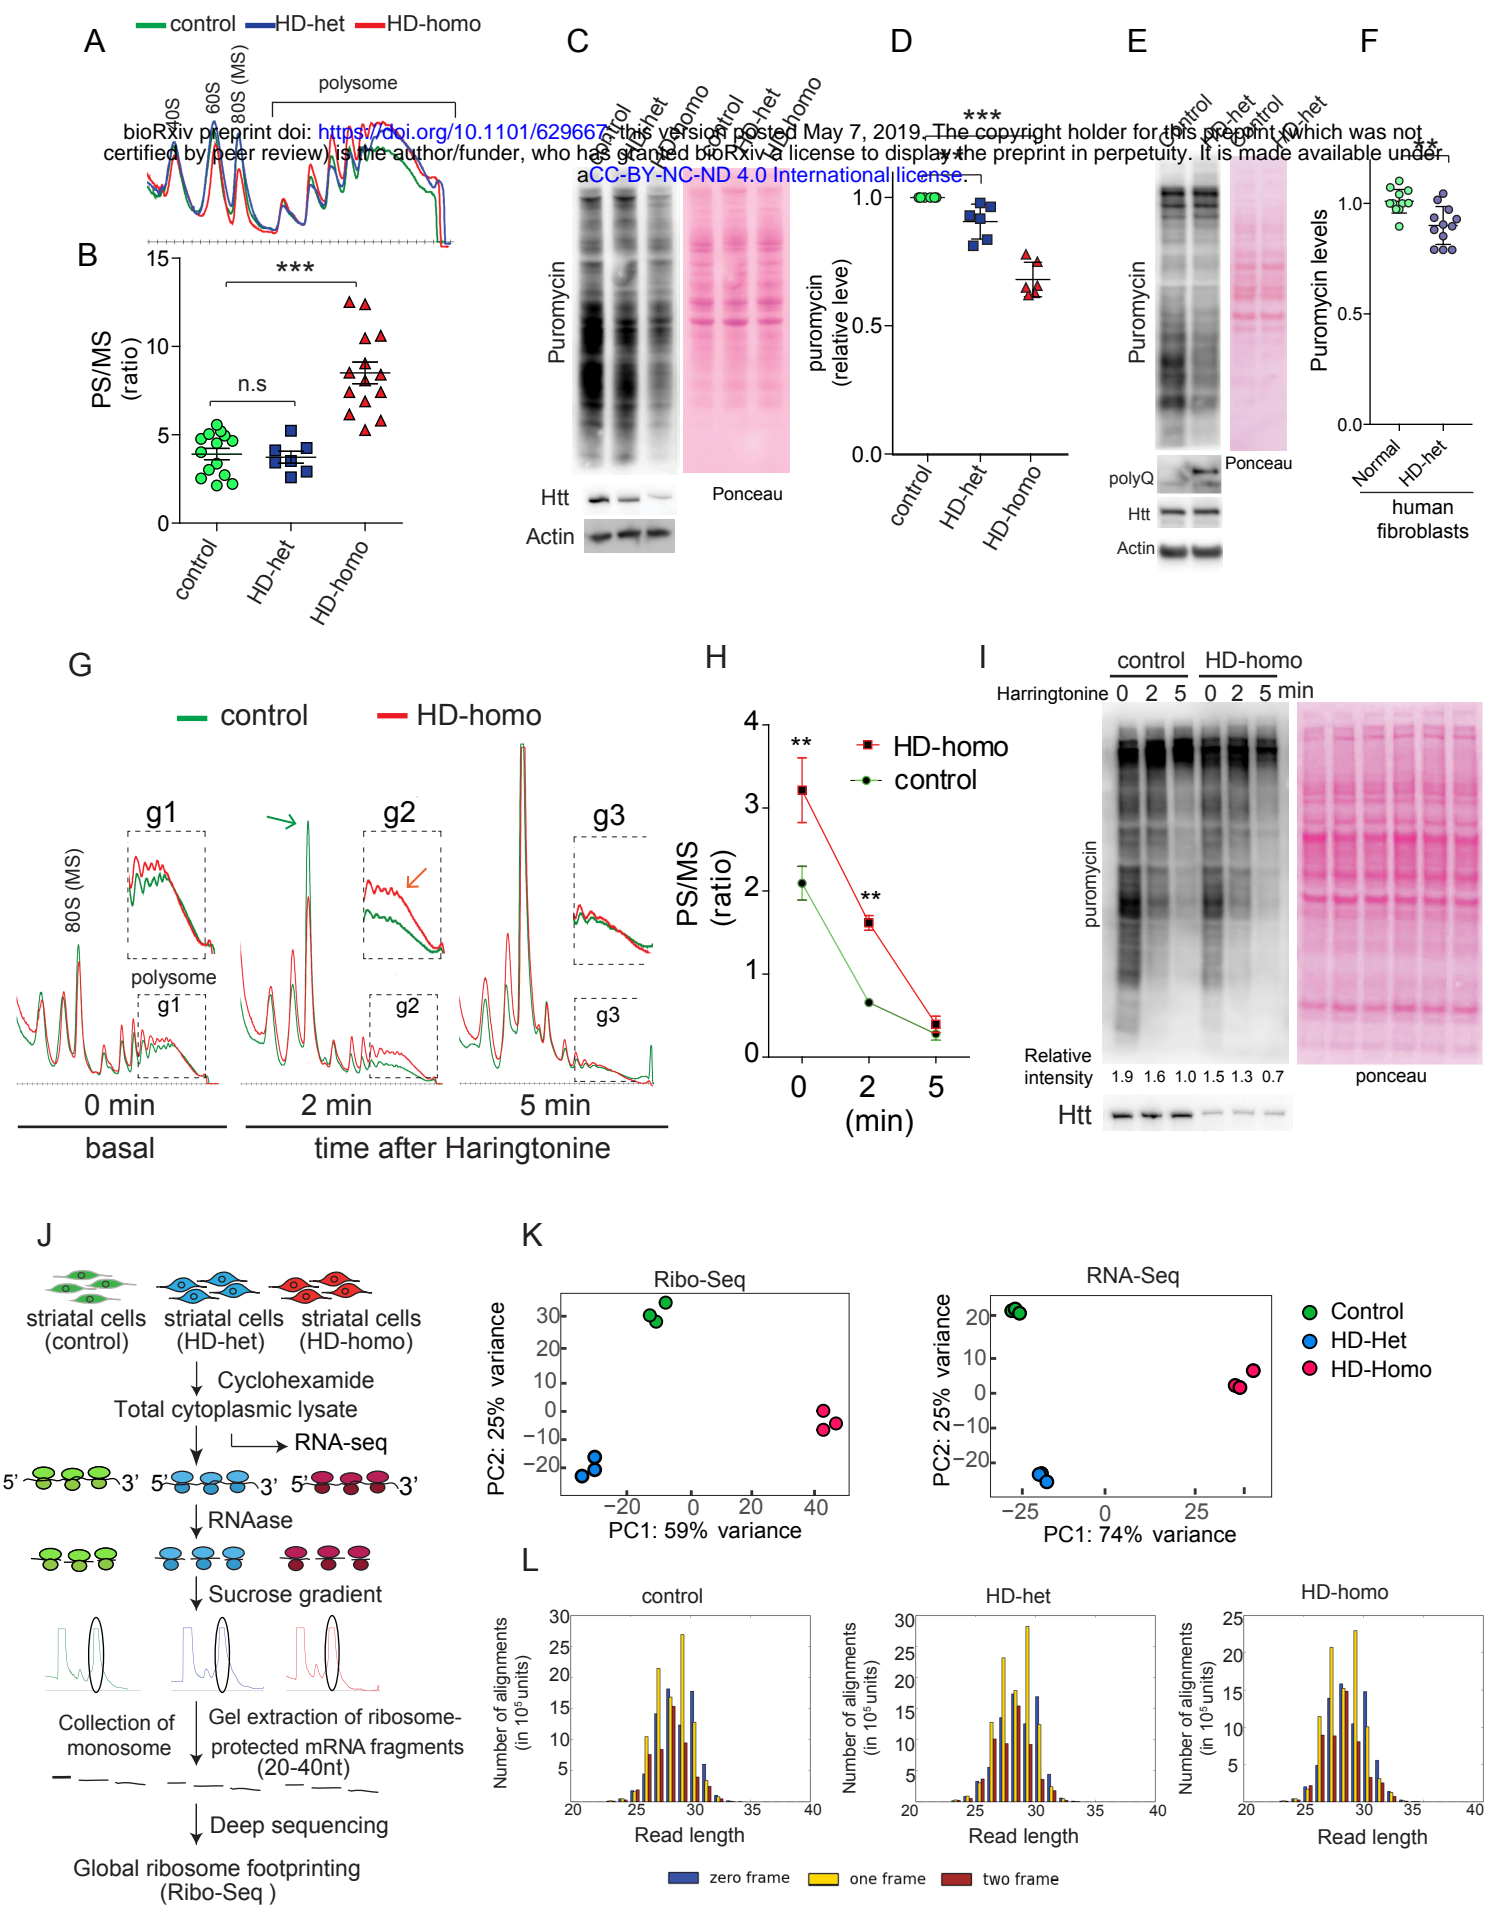 control HD-het HD-homo
A
40S
60S
80S (MS)
polysome
bioRxiv preprint doi: https://doi.org/10.1101/629667; this version posted May 7, 2019. The copyright holder for this preprint (which was not
certified by peer review) is the author/funder, who has granted bioRxiv a license to display the preprint in perpetuity. It is made available under
aCC-BY-NC-ND 4.0 International license.
B
PS/MS
(ratio)
15
10
5
0
***
n.s
control
HD-het
HD-homo
C
control
HD-het
HD-homo
control
HD-het
HD-homo
Puromycin
Htt
Actin
Ponceau
D
***
**
puromycin
(relative leve)
1.0
0.5
0.0
control
HD-het
HD-homo
E
Control
HD-het
Control
HD-het
Puromycin
polyQ
Htt
Actin
Ponceau
F
**
Puromycin levels
1.0
0.5
0.0
Normal
HD-het
human
fibroblasts
G
control HD-homo
g1
g2
g3
80S (MS)
polysome
g1
g2
g3
0 min 2 min 5 min
basal time after Haringtonine
H
PS/MS
(ratio)
4
3
2
1
0
**
**
HD-homo
control
0 2 5
(min)
I
control HD-homo
Harringtonine 0 2 5 0 2 5 min
puromycin
Relative
intensity 1.9 1.6 1.0 1.5 1.3 0.7
ponceau
Htt
J
striatal cells striatal cells striatal cells
(control) (HD-het) (HD-homo)
Cyclohexamide
Total cytoplasmic lysate
RNA-seq
5' 3' 5' 3' 5' 3'
RNAase
Sucrose gradient
Collection of
monosome
Gel extraction of ribosome-
protected mRNA fragments
(20-40nt)
Deep sequencing
Global ribosome footprinting
(Ribo-Seq )
K
Ribo-Seq
PC2: 25% variance
30
20
10
0
−10
−20
−20 0 20 40
PC1: 59% variance
RNA-Seq
PC2: 25% variance
20
10
0
−10
−20
−25 0 25
PC1: 74% variance
Control
HD-Het
HD-Homo
L
control
Number of alignments
(in 10⁵ units)
30
25
20
15
10
5
20 25 30 35 40
Read length
HD-het
Number of alignments
(in 10⁵ units)
30
25
20
15
10
5
20 25 30 35 40
Read length
HD-homo
Number of alignments
(in 10⁵ units)
25
20
15
10
5
20 25 30 35 40
Read length
zero frame one frame two frame